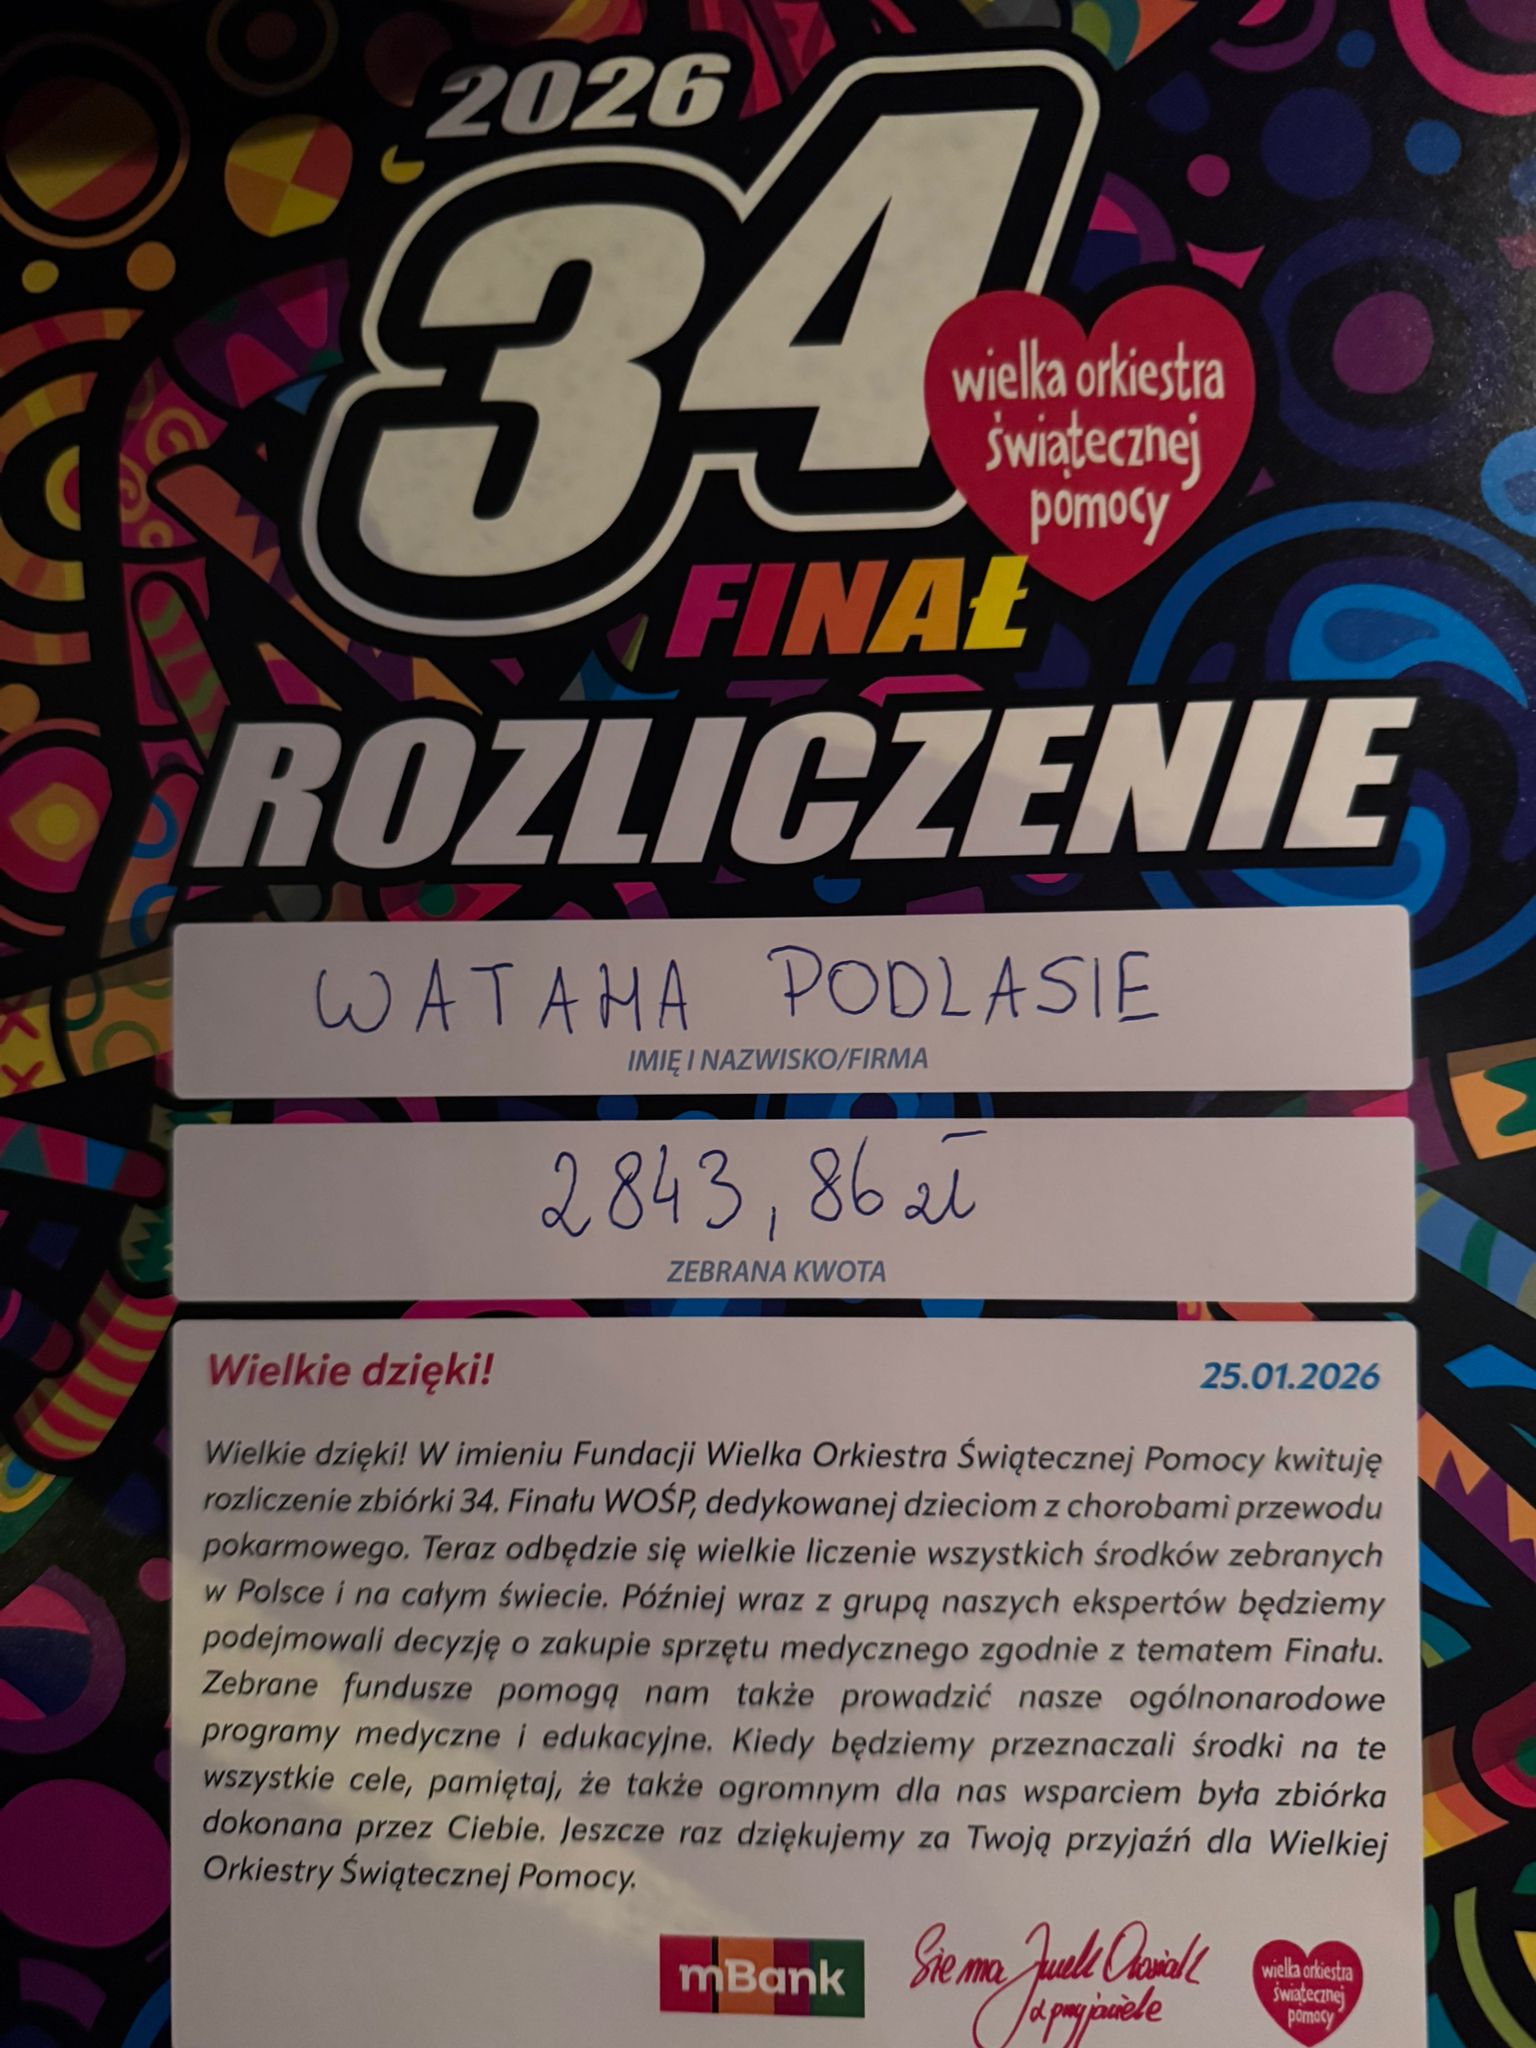 2026
34
wielka orkiestra
świątecznej
pomocy
FINAŁ
ROZLICZENIE
WATAHA PODLASIE
IMIĘ I NAZWISKO/FIRMA
2843,86 zł
ZEBRANA KWOTA
Wielkie dzięki! 25.01.2026
Wielkie dzięki! W imieniu Fundacji Wielka Orkiestra Świątecznej Pomocy kwituję
rozliczenie zbiórki 34. Finału WOŚP, dedykowanej dzieciom z chorobami przewodu
pokarmowego. Teraz odbędzie się wielkie liczenie wszystkich środków zebranych
w Polsce i na całym świecie. Później wraz z grupą naszych ekspertów będziemy
podejmowali decyzję o zakupie sprzętu medycznego zgodnie z tematem Finału.
Zebrane fundusze pomogą nam także prowadzić nasze ogólnonarodowe
programy medyczne i edukacyjne. Kiedy będziemy przeznaczali środki na te
wszystkie cele, pamiętaj, że także ogromnym dla nas wsparciem była zbiórka
dokonana przez Ciebie. Jeszcze raz dziękujemy za Twoją przyjaźń dla Wielkiej
Orkiestry Świątecznej Pomocy.
mBank
Siema Jurek Owsiak
z przyjaciele
wielka orkiestra
świątecznej
pomocy